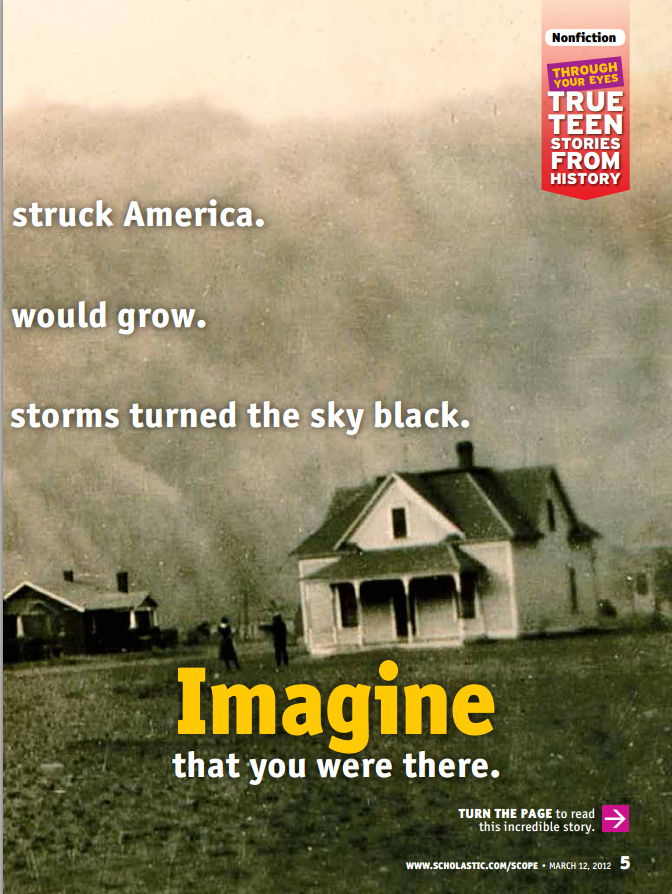 Nonfiction
THROUGH
YOUR EYES
TRUE
TEEN
STORIES
FROM
HISTORY
struck America.
would grow.
storms turned the sky black.
Imagine
that you were there.
TURN THE PAGE to read
this incredible story.
WWW.SCHOLASTIC.COM/SCOPE • MARCH 12, 2012 5